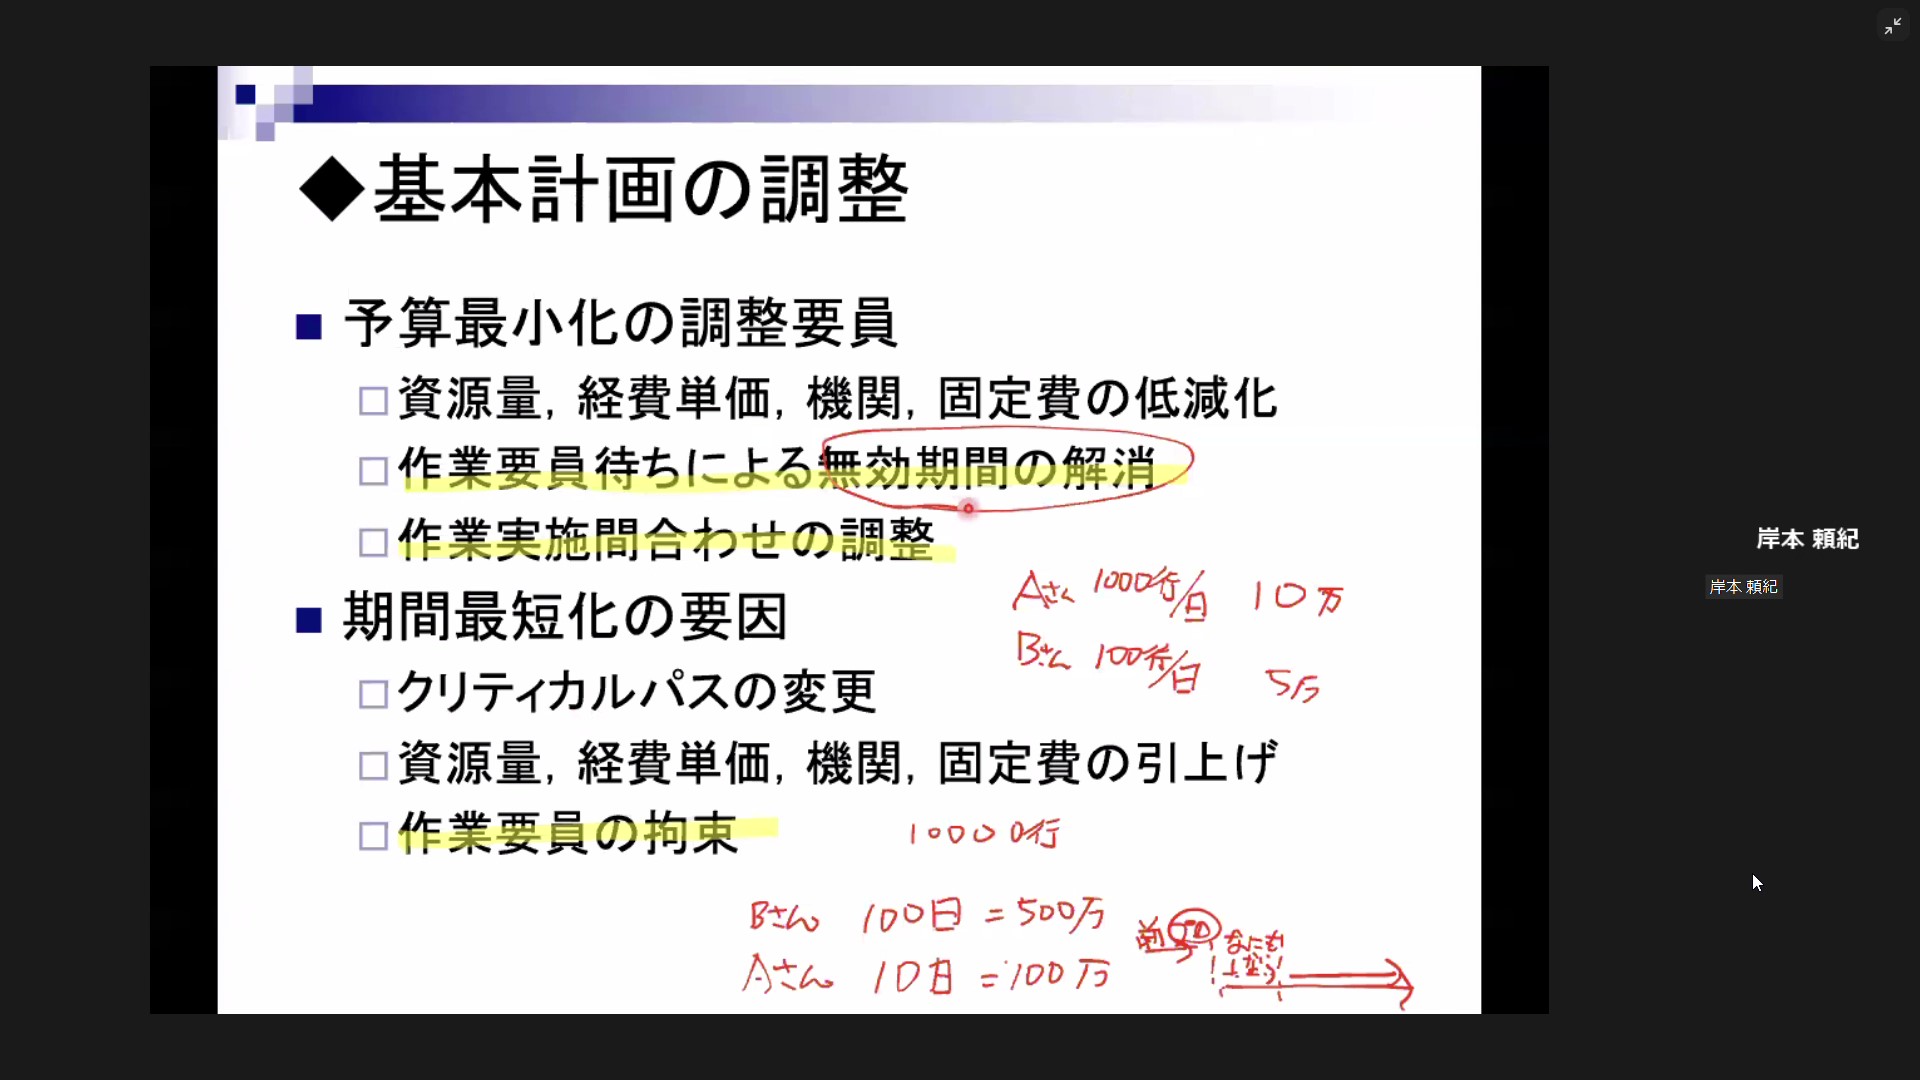 ◆基本計画の調整
■ 予算最小化の調整要員
□ 資源量, 経費単価, 機関, 固定費の低減化
□ 作業要員待ちによる無効期間の解消
□ 作業実施間合わせの調整
Aさん 1000行/日 10万
Bさん 100行/日 5万
■ 期間最短化の要因
□ クリティカルパスの変更
□ 資源量, 経費単価, 機関, 固定費の引上げ
□ 作業要員の拘束
10000行
Bさん 100日 = 500万
Aさん 10日 = 100万
なにも
岸本 頼紀
岸本 頼紀